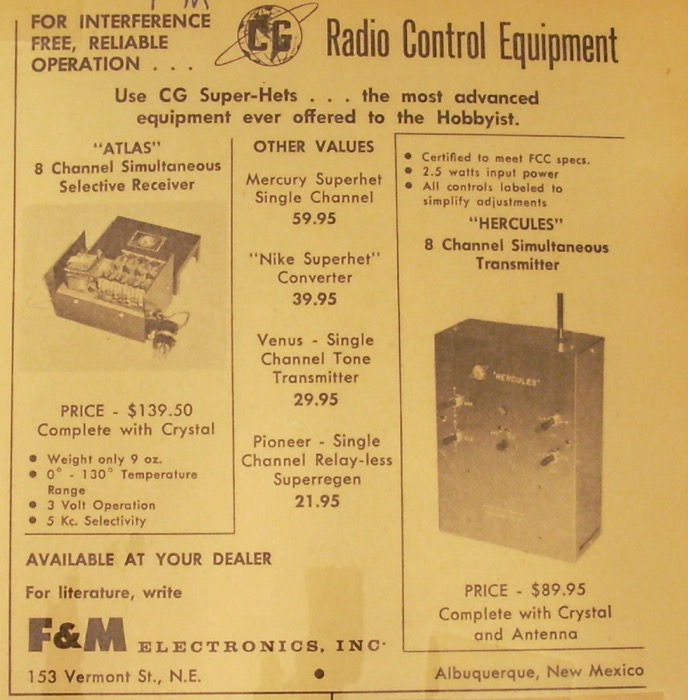 FOR INTERFERENCE
FREE, RELIABLE
OPERATION . . .
CG
Radio Control Equipment
Use CG Super-Hets . . . the most advanced
equipment ever offered to the Hobbyist.
"ATLAS"
8 Channel Simultaneous
Selective Receiver
PRICE - $139.50
Complete with Crystal
● Weight only 9 oz.
● 0° - 130° Temperature
Range
● 3 Volt Operation
● 5 Kc. Selectivity
OTHER VALUES
Mercury Superhet
Single Channel
59.95
"Nike Superhet"
Converter
39.95
Venus - Single
Channel Tone
Transmitter
29.95
Pioneer - Single
Channel Relay-less
Superregen
21.95
● Certified to meet FCC specs.
● 2.5 watts input power
● All controls labeled to
simplify adjustments
"HERCULES"
8 Channel Simultaneous
Transmitter
"HERCULES"
PRICE - $89.95
Complete with Crystal
and Antenna
AVAILABLE AT YOUR DEALER
For literature, write
F&M ELECTRONICS, INC.
153 Vermont St., N.E. ● Albuquerque, New Mexico